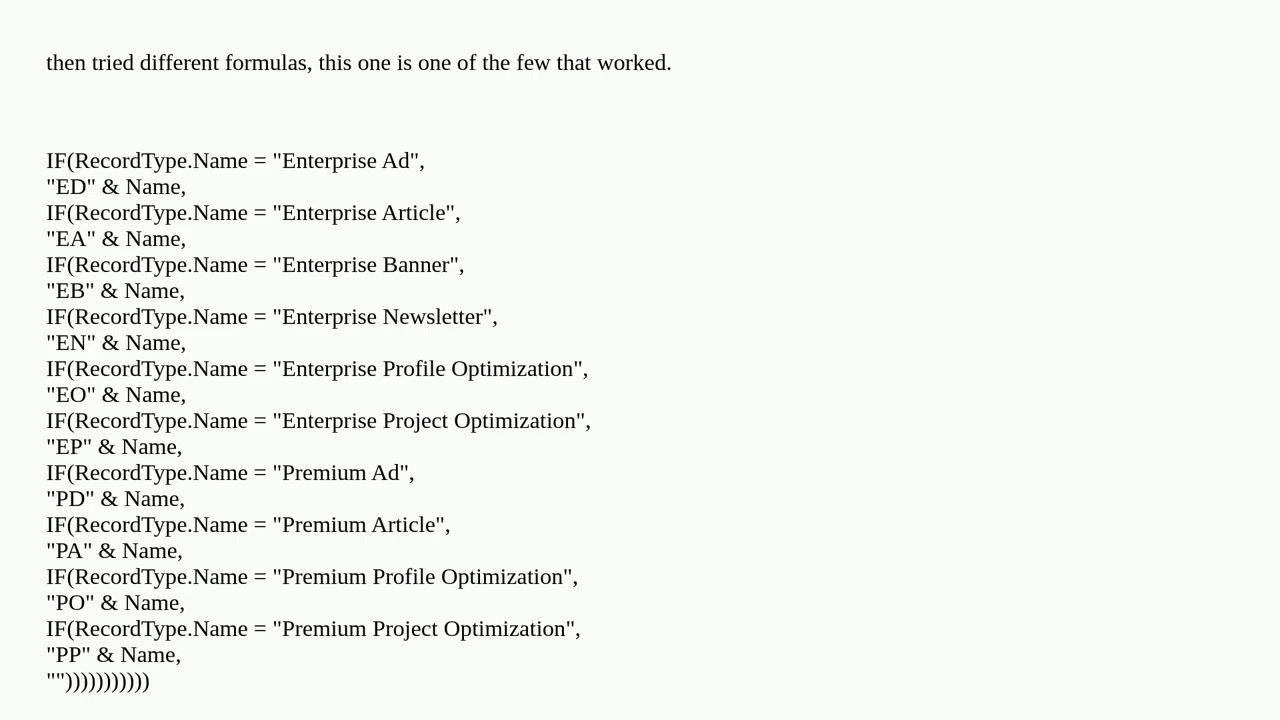 then tried different formulas, this one is one of the few that worked.
IF(RecordType.Name = "Enterprise Ad",
"ED" & Name,
IF(RecordType.Name = "Enterprise Article",
"EA" & Name,
IF(RecordType.Name = "Enterprise Banner",
"EB" & Name,
IF(RecordType.Name = "Enterprise Newsletter",
"EN" & Name,
IF(RecordType.Name = "Enterprise Profile Optimization",
"EO" & Name,
IF(RecordType.Name = "Enterprise Project Optimization",
"EP" & Name,
IF(RecordType.Name = "Premium Ad",
"PD" & Name,
IF(RecordType.Name = "Premium Article",
"PA" & Name,
IF(RecordType.Name = "Premium Profile Optimization",
"PO" & Name,
IF(RecordType.Name = "Premium Project Optimization",
"PP" & Name,
"")))))))))))